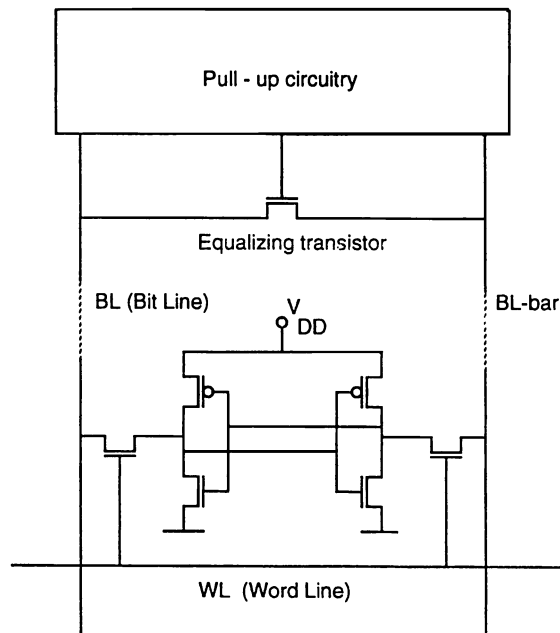 Pull - up circuitry
Equalizing transistor
BL (Bit Line)
BL-bar
V
DD
WL (Word Line)